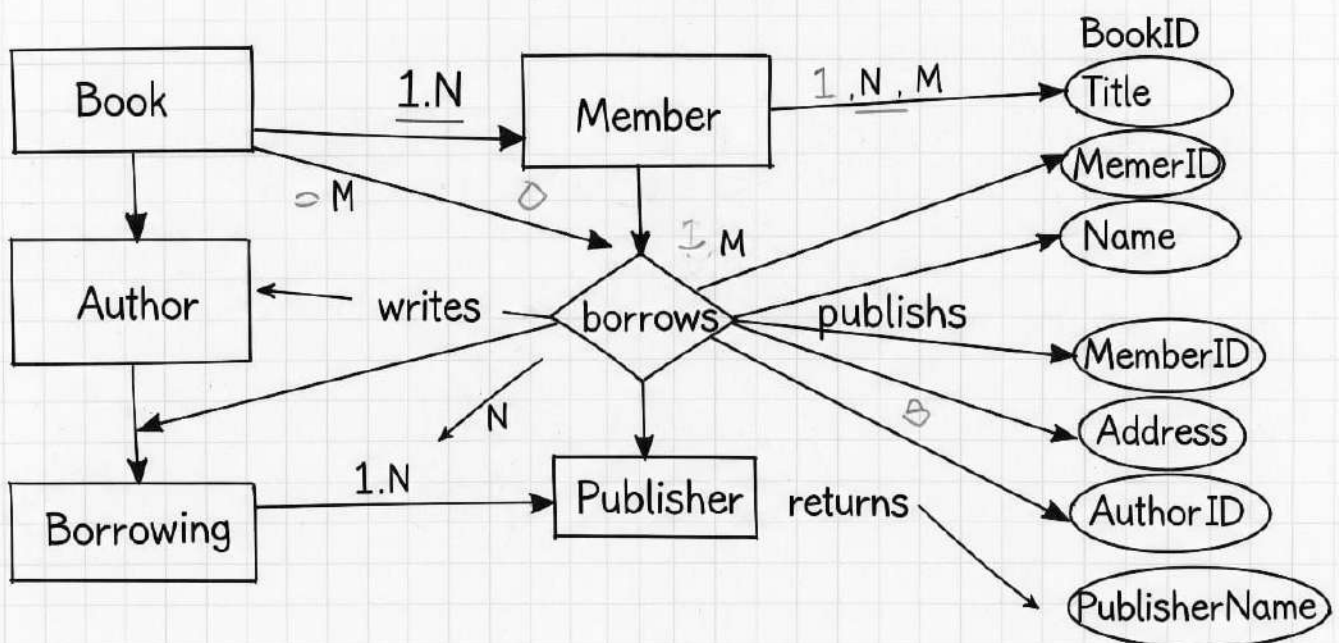 BookID
Book
1.N
Member
1 ,N , M
Title
MemerID
M
O
1, M
Name
Author
writes
borrows
publishs
MemberID
N
Address
1.N
Publisher
returns
AuthorID
Borrowing
PublisherName